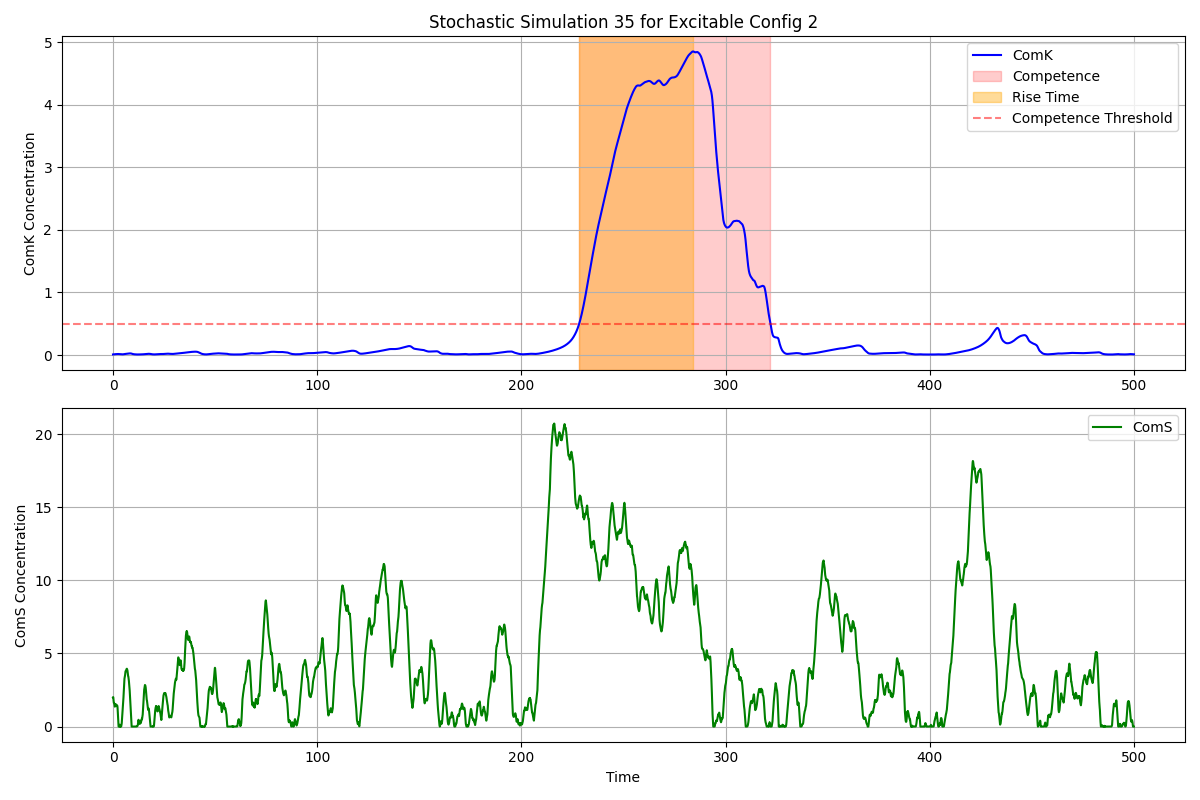 Stochastic Simulation 35 for Excitable Config 2
ComK Concentration
5
4
3
2
1
0
ComK
Competence
Rise Time
Competence Threshold
0 100 200 300 400 500
ComS Concentration
20
15
10
5
0
ComS
0 100 200 300 400 500
Time